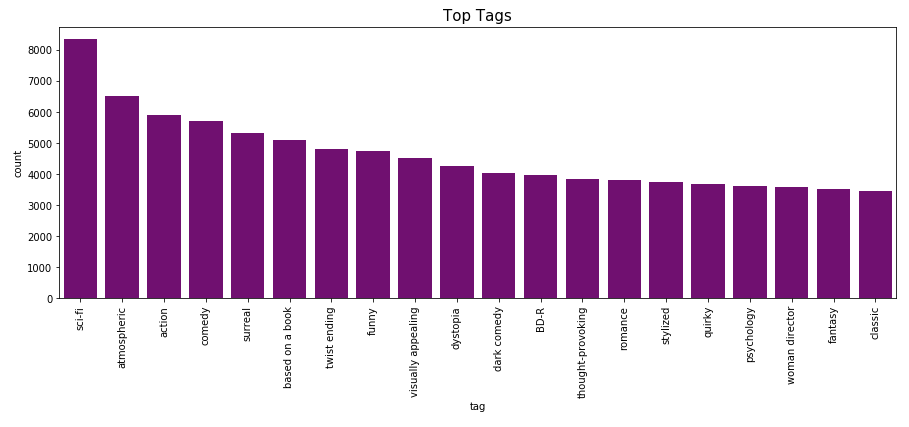 Top Tags
count
8000
7000
6000
5000
4000
3000
2000
1000
0
sci-fi
atmospheric
action
comedy
surreal
based on a book
twist ending
funny
visually appealing
dystopia
dark comedy
BD-R
thought-provoking
romance
stylized
quirky
psychology
woman director
fantasy
classic
tag